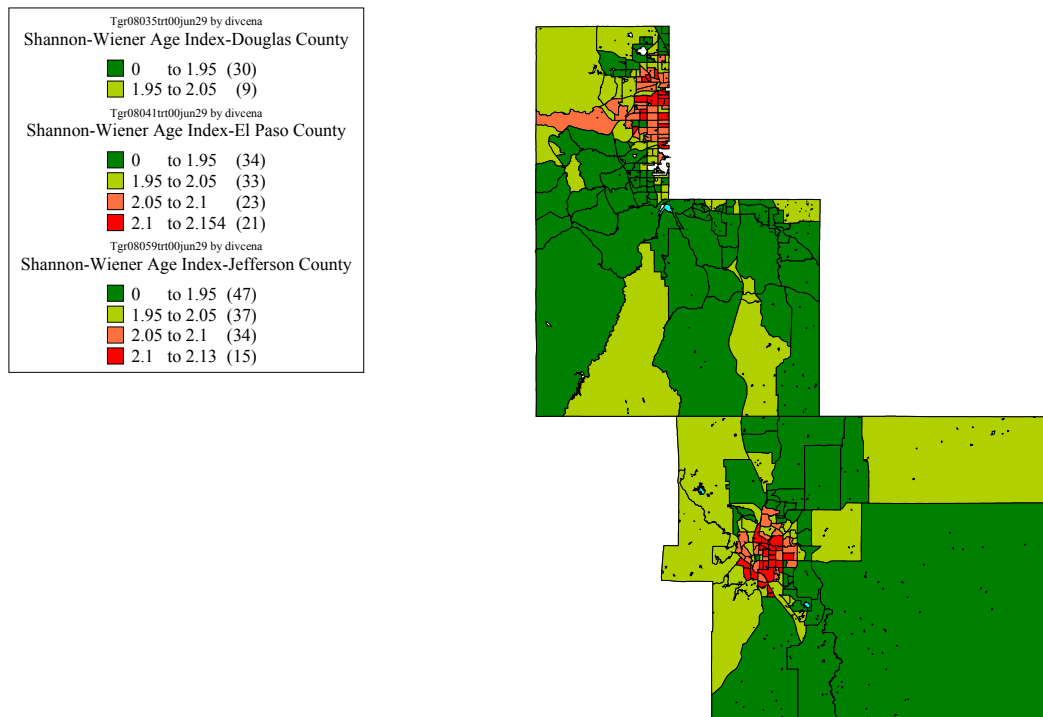 Tgr08035trt00jun29 by divcena
Shannon-Wiener Age Index-Douglas County
0 to 1.95 (30)
1.95 to 2.05 (9)
Tgr08041trt00jun29 by divcena
Shannon-Wiener Age Index-El Paso County
0 to 1.95 (34)
1.95 to 2.05 (33)
2.05 to 2.1 (23)
2.1 to 2.154 (21)
Tgr08059trt00jun29 by divcena
Shannon-Wiener Age Index-Jefferson County
0 to 1.95 (47)
1.95 to 2.05 (37)
2.05 to 2.1 (34)
2.1 to 2.13 (15)